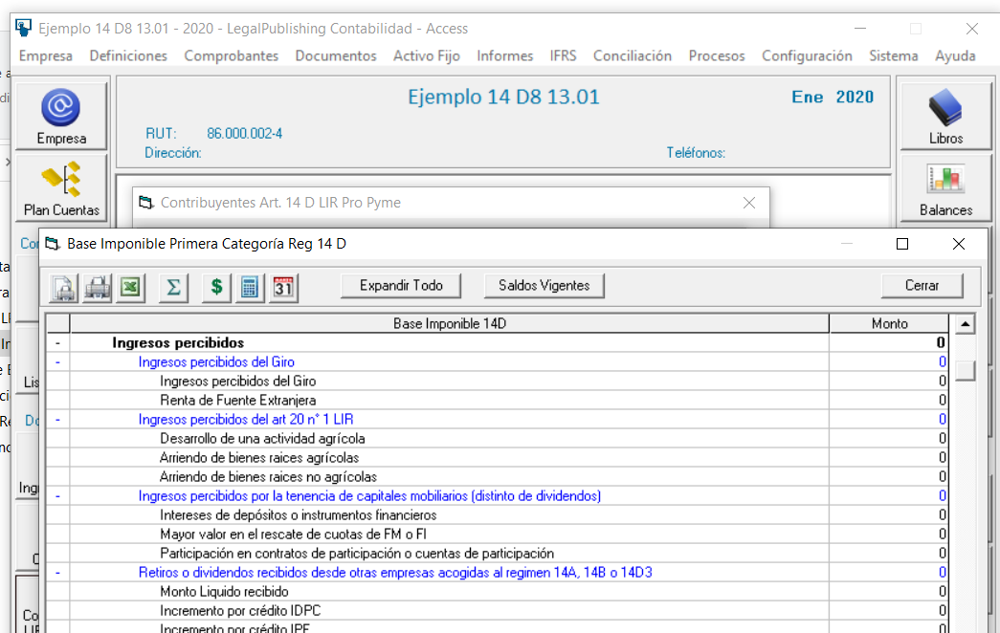 Ejemplo 14 D8 13.01 - 2020 - LegalPublishing Contabilidad - Access
Empresa Definiciones Comprobantes Documentos Activo Fijo Informes IFRS Conciliación Procesos Configuración Sistema Ayuda
Ejemplo 14 D8 13.01
Ene 2020
RUT: 86.000.002-4
Dirección:
Teléfonos:
Empresa
Plan Cuentas
Libros
Balances
Contribuyentes Art. 14 D LIR Pro Pyme
Base Imponible Primera Categoría Reg 14 D
31
Expandir Todo
Saldos Vigentes
Cerrar
Base Imponible 14D Monto
- Ingresos percibidos 0
- Ingresos percibidos del Giro 0
Ingresos percibidos del Giro 0
Renta de Fuente Extranjera 0
- Ingresos percibidos del art 20 n° 1 LIR 0
Desarrollo de una actividad agrícola 0
Arriendo de bienes raices agrícolas 0
Arriendo de bienes raices no agrícolas 0
- Ingresos percibidos por la tenencia de capitales mobiliarios (distinto de dividendos) 0
Intereses de depósitos o instrumentos financieros 0
Mayor valor en el rescate de cuotas de FM o FI 0
Participación en contratos de participación o cuentas de participación 0
- Retiros o dividendos recibidos desde otras empresas acogidas al regimen 14A, 14B o 14D3 0
Monto Liquido recibido 0
Incremento por crédito IDPC 0
Incremento por crédito IPE 0